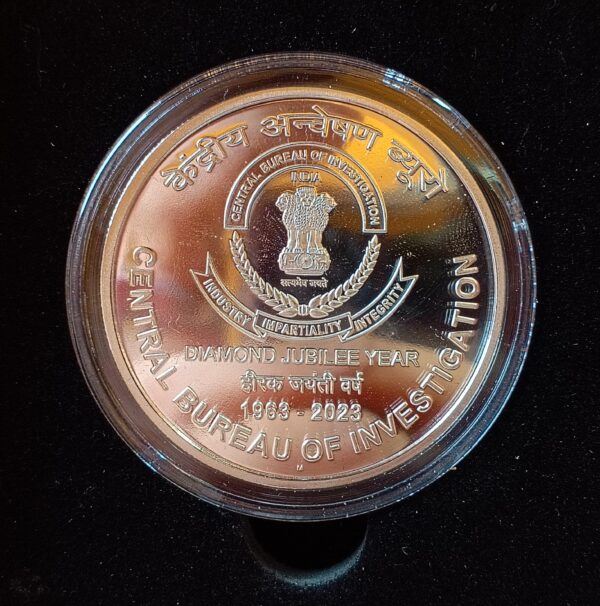 केंद्रीय अन्वेषण ब्यूरो
CENTRAL BUREAU OF INVESTIGATION
INDIA
सत्यमेव जयते
INDUSTRY IMPARTIALITY INTEGRITY
DIAMOND JUBILEE YEAR
हीरक जयंती वर्ष
1963 - 2023
CENTRAL BUREAU OF INVESTIGATION
M